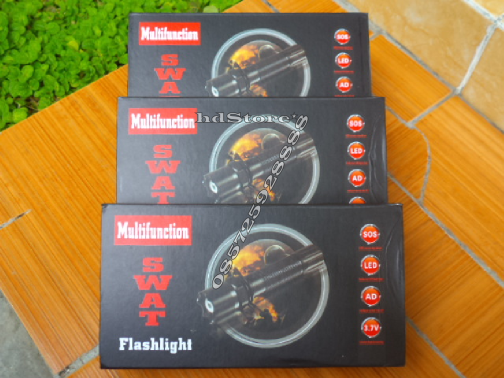 Multifunction
SWAT
SOS
LED
AD
Multifunction
SWAT
SOS
LED
AD
hdStore
085725928888
Multifunction
SWAT
Flashlight
SOS
LED
AD
3.7V